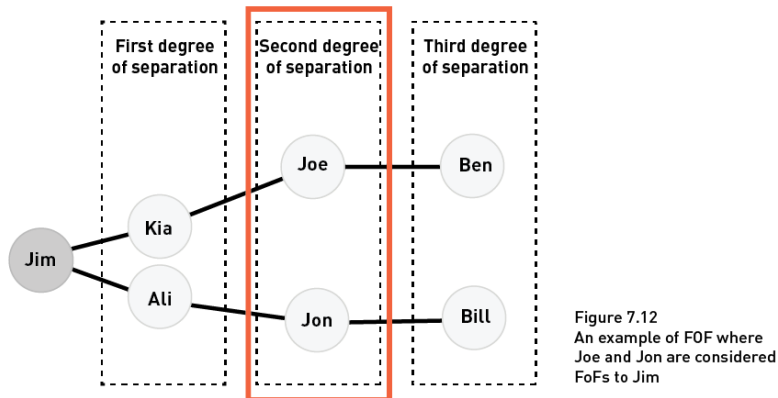 First degree
of separation
Second degree
of separation
Third degree
of separation
Joe
Ben
Kia
Jim
Ali
Jon
Bill
Figure 7.12
An example of FOF where
Joe and Jon are considered
FoFs to Jim